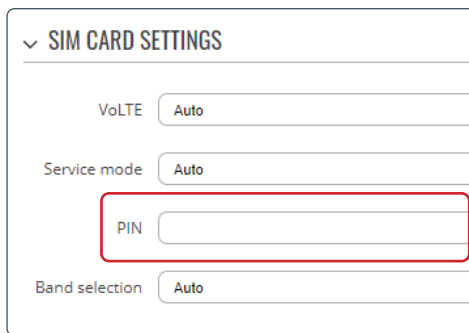 SIM CARD SETTINGS
VoLTE Auto
Service mode Auto
PIN
Band selection Auto